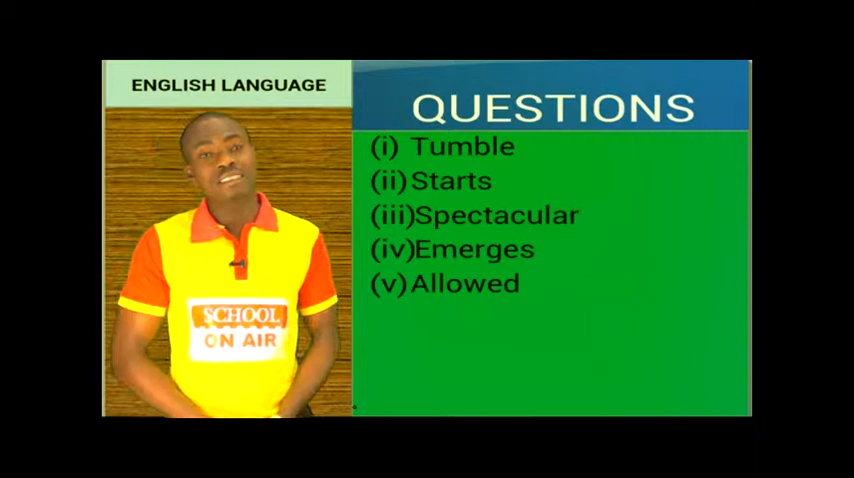 ENGLISH LANGUAGE
QUESTIONS
(i) Tumble
(ii) Starts
(iii) Spectacular
(iv) Emerges
(v) Allowed
SCHOOL
ON AIR